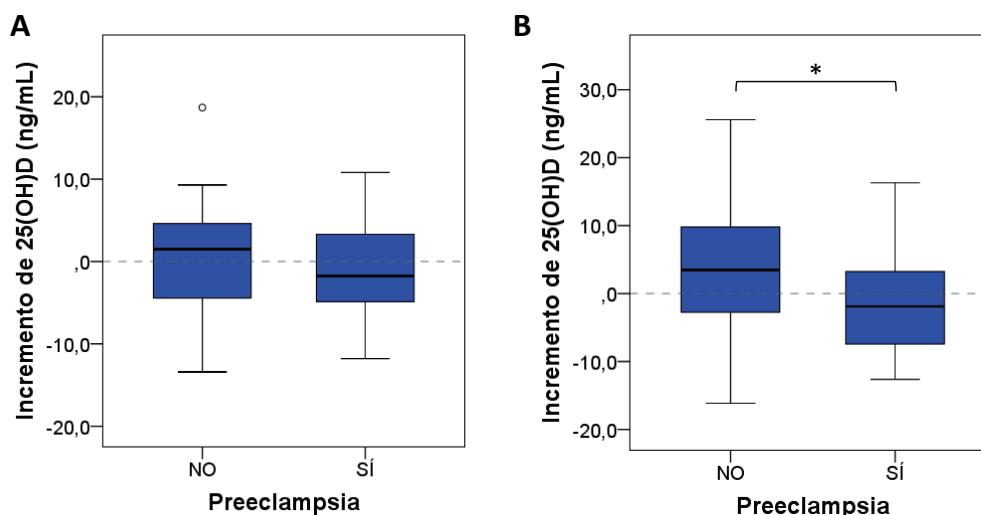 A
Incremento de 25(OH)D (ng/mL)
20,0
10,0
,0
-10,0
-20,0
NO
SÍ
Preeclampsia
B
Incremento de 25(OH)D (ng/mL)
30,0
20,0
10,0
,0
-10,0
-20,0
*
NO
SÍ
Preeclampsia